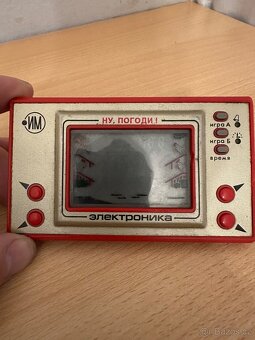 ИМ
НУ, ПОГОДИ!
игра А
игра Б
время
электроника